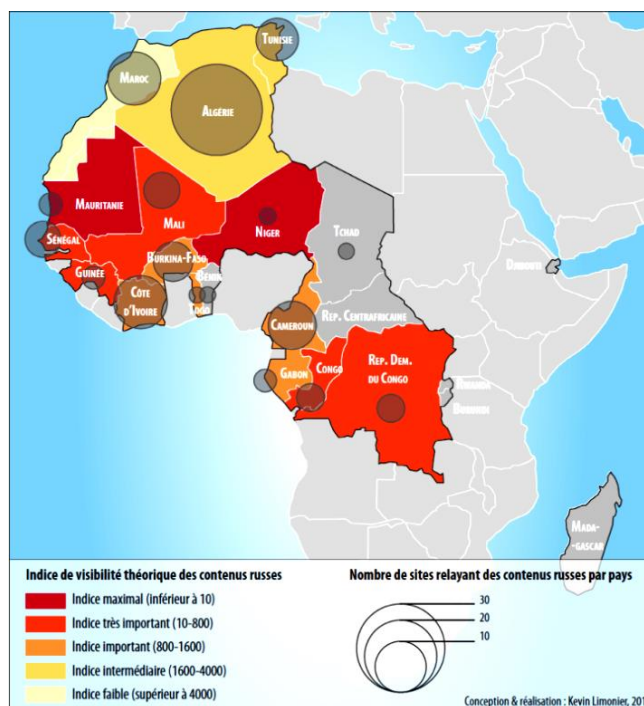 Tunisie
Maroc
Algérie
Mauritanie
Mali
Niger
Tchad
Sénégal
Burkina-Faso
Djibouti
Guinée
Bénin
Côte
d'Ivoire
Togo
Rép. Centrafricaine
Cameroun
Gabon
Congo
Rep. Dem.
du Congo
Rwanda
Burundi
Mada-
-gascar
Indice de visibilité théorique des contenus russes
Indice maximal (inférieur à 10)
Indice très important (10-800)
Indice important (800-1600)
Indice intermédiaire (1600-4000)
Indice faible (supérieur à 4000)
Nombre de sites relayant des contenus russes par pays
30
20
10
Conception & réalisation : Kevin Limonier, 201